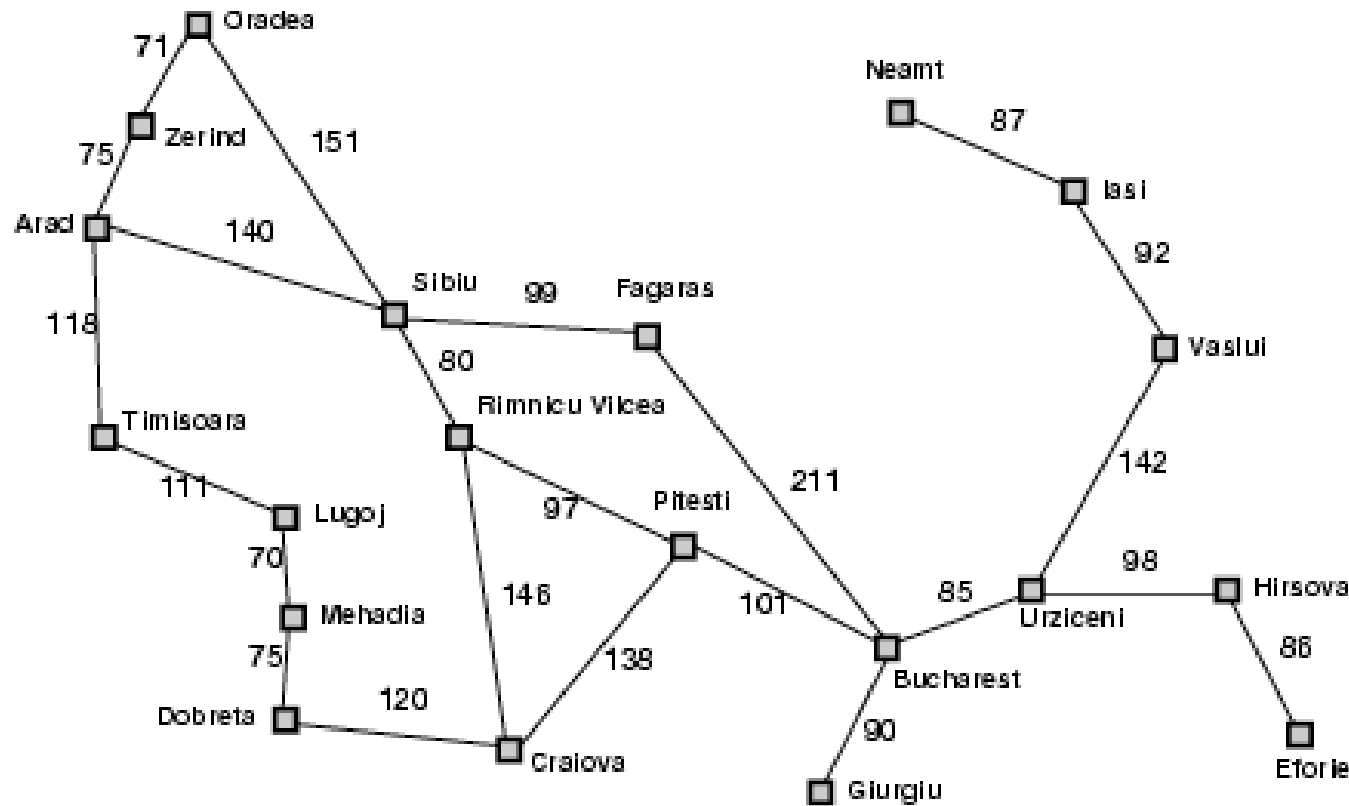 Oradea
71
Neamt
87
Zerind
151
75
Iasi
Arad
140
92
Sibiu
99
Fagaras
118
80
Vaslui
Timisoara
Rimnicu Vilcea
142
111
211
Lugoj
97
Pitesti
70
98
146
101
85
Hirsova
Mehadia
Urziceni
75
138
86
Bucharest
120
Dobreta
90
Craiova
Eforie
Giurgiu